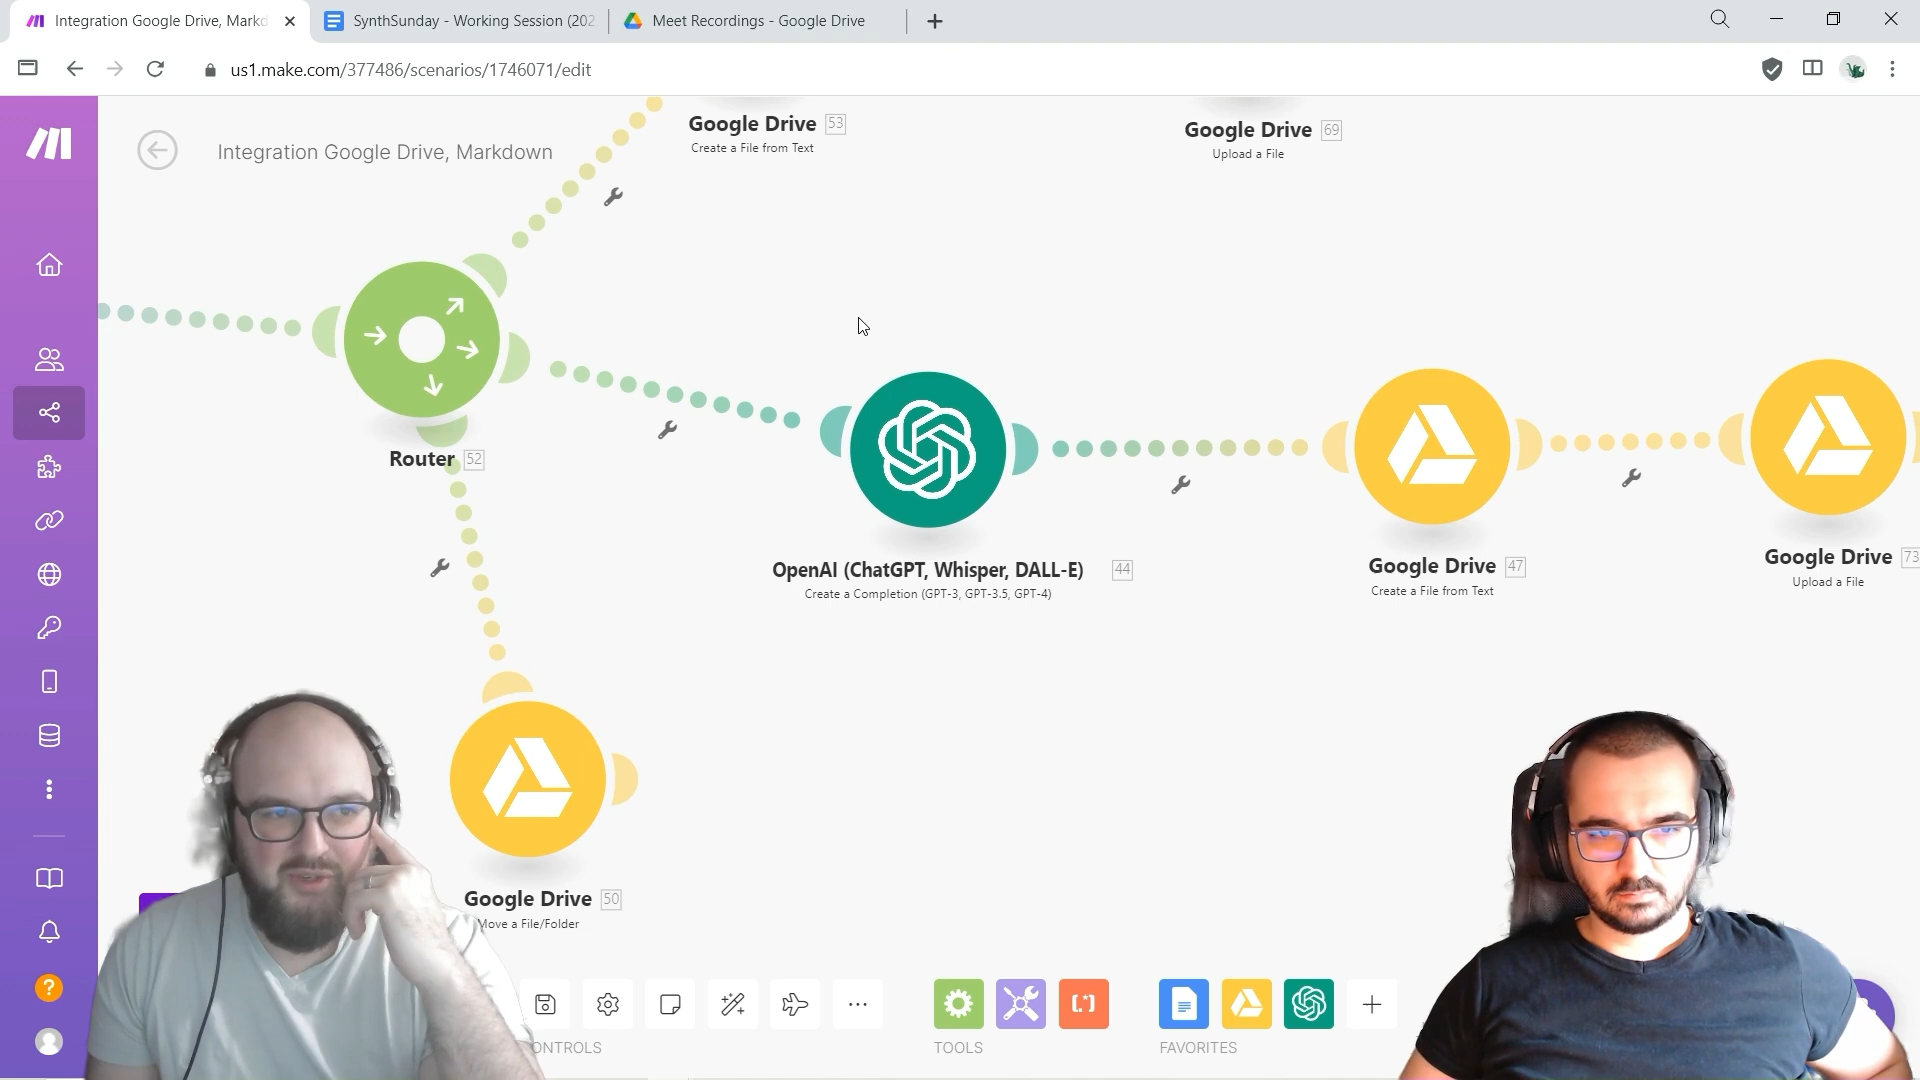 Integration Google Drive, Markd
SynthSunday - Working Session (202
Meet Recordings - Google Drive
us1.make.com/377486/scenarios/1746071/edit
Integration Google Drive, Markdown
Google Drive 53
Create a File from Text
Google Drive 69
Upload a File
Router 52
OpenAI (ChatGPT, Whisper, DALL-E) 44
Create a Completion (GPT-3, GPT-3.5, GPT-4)
Google Drive 47
Create a File from Text
Google Drive 73
Upload a File
Google Drive 50
Move a File/Folder
?
[.*]
ONTROLS
TOOLS
FAVORITES